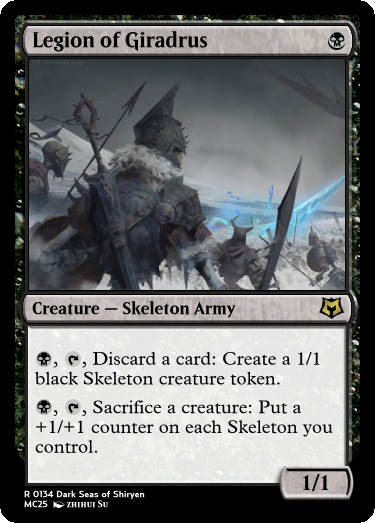 Legion of Giradrus
Creature — Skeleton Army
, , Discard a card: Create a 1/1
black Skeleton creature token.
, , Sacrifice a creature: Put a
+1/+1 counter on each Skeleton you
control.
1/1
R 0134 Dark Seas of Shiryen
MC25 ZHIHUI SU